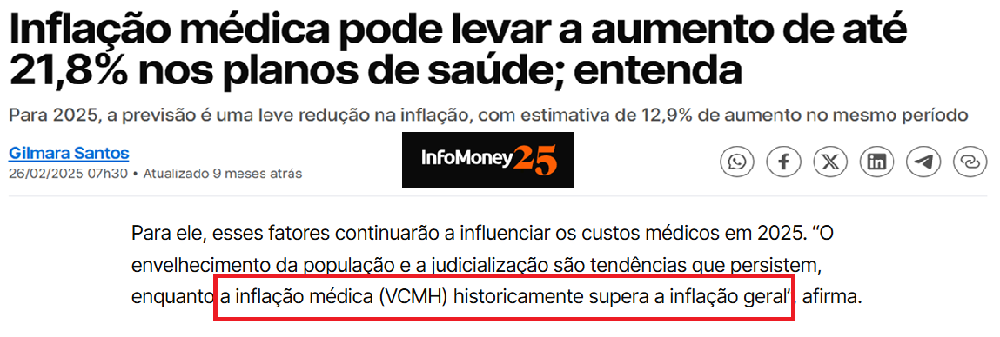 Inflação médica pode levar a aumento de até
21,8% nos planos de saúde; entenda
Para 2025, a previsão é uma leve redução na inflação, com estimativa de 12,9% de aumento no mesmo período
Gilmara Santos
26/02/2025 07h30 • Atualizado 9 meses atrás
InfoMoney25
Para ele, esses fatores continuarão a influenciar os custos médicos em 2025. “O
envelhecimento da população e a judicialização são tendências que persistem,
enquanto a inflação médica (VCMH) historicamente supera a inflação geral”, afirma.